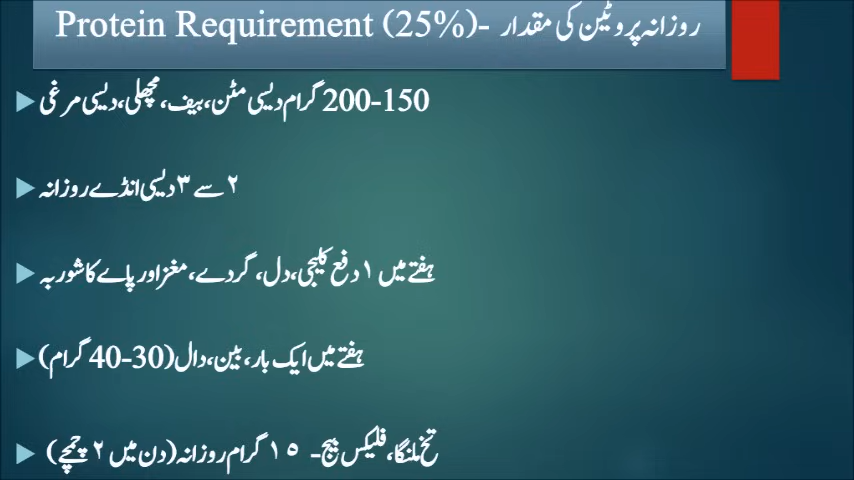 روزانہ پروٹین کی مقدار -Protein Requirement (25%)
150-200 گرام دیسی مٹن، بیف، مچھلی، دیسی مرغی
۲ سے ۳ دیسی انڈے روزانہ
ہفتے میں ۱ دفع کلیجی، دل، گردے، مغز اور پاے کا شوربہ
ہفتے میں ایک بار، بین، دال (30-40 گرام)
تخ ملنگا، فلیکس بیج- ۱۵ گرام روزانہ (دن میں ۲ چمچے)